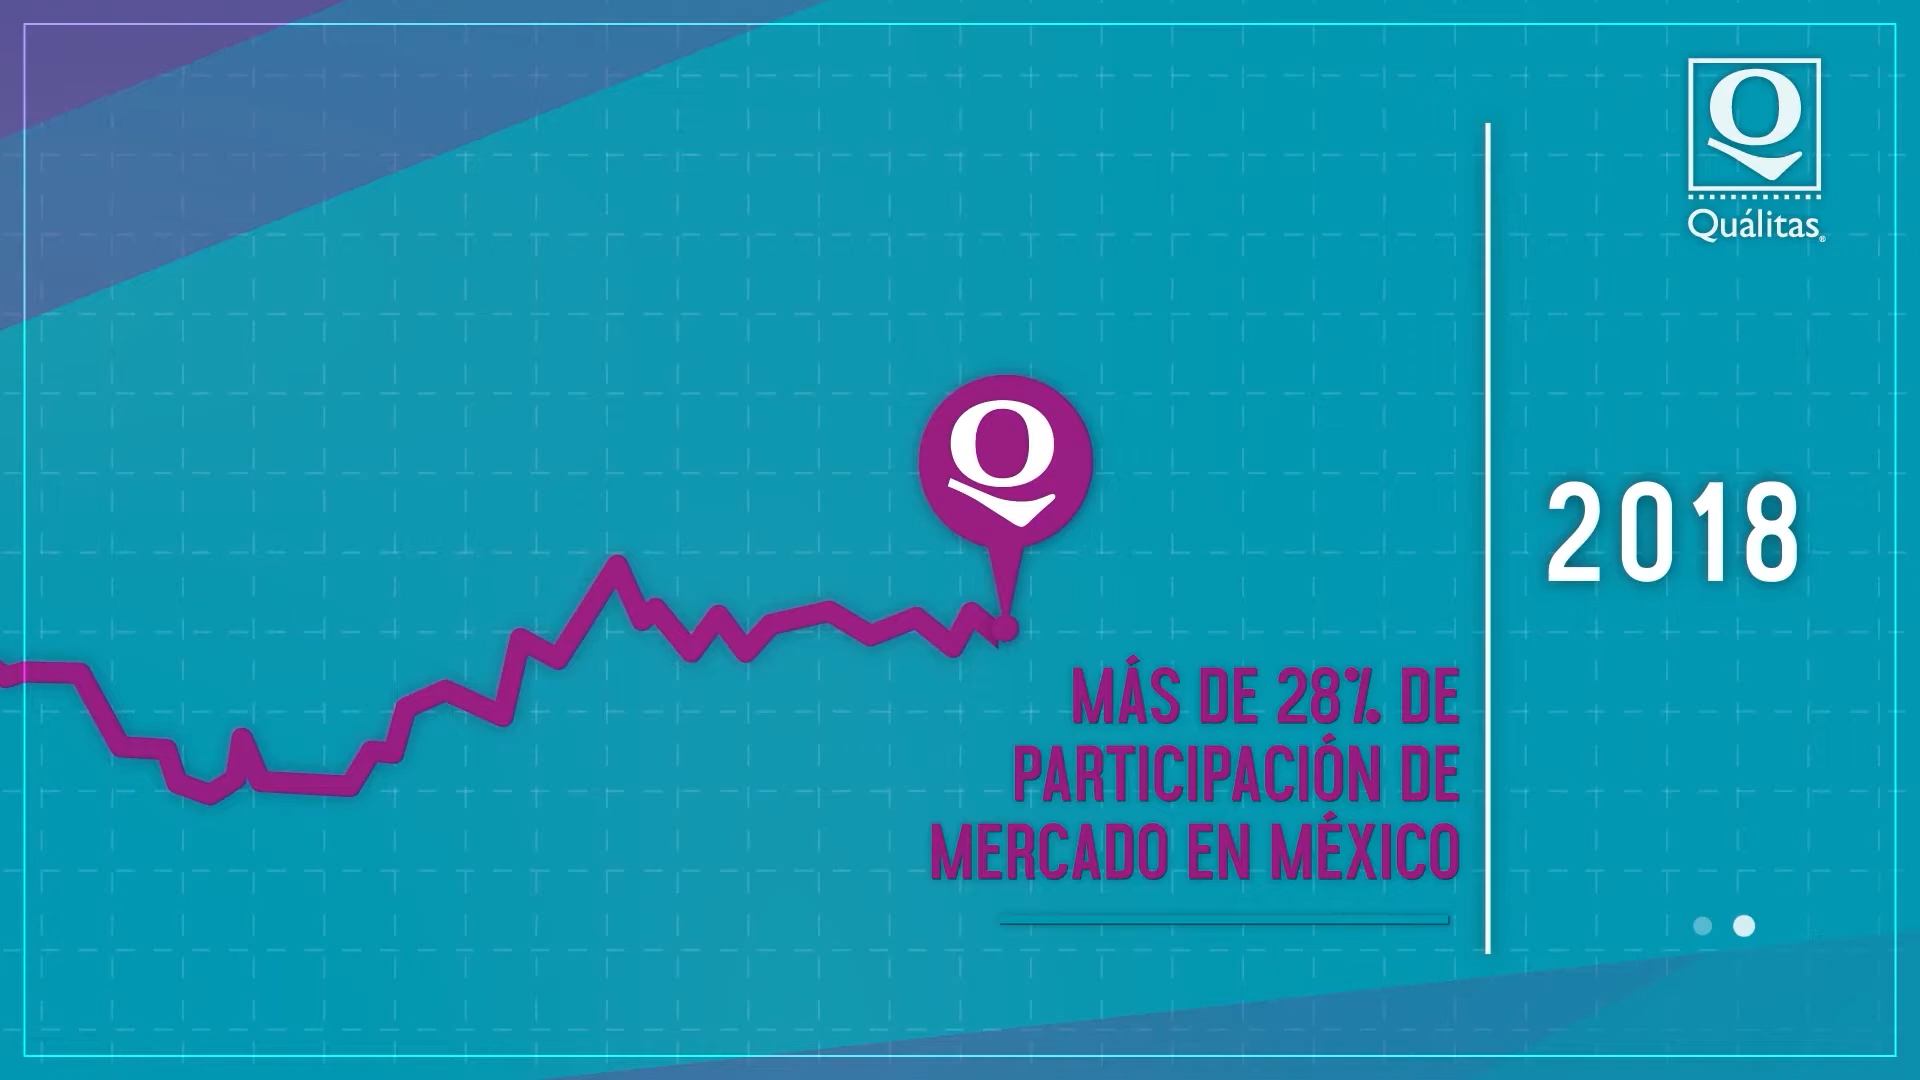 Q
Quálitas®
Q
2018
MÁS DE 28% DE
PARTICIPACIÓN DE
MERCADO EN MÉXICO